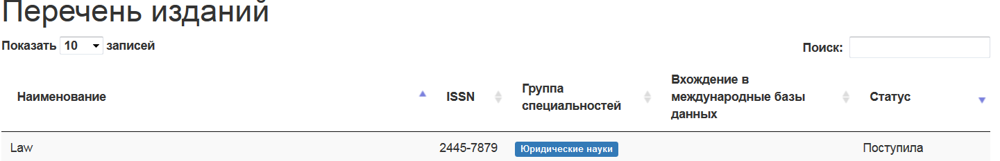 Перечень изданий
Показать 10 записей
Поиск:
Наименование
ISSN
Группа
специальностей
Вхождение в
международные базы
данных
Статус
Law
2445-7879
Юридические науки
Поступила